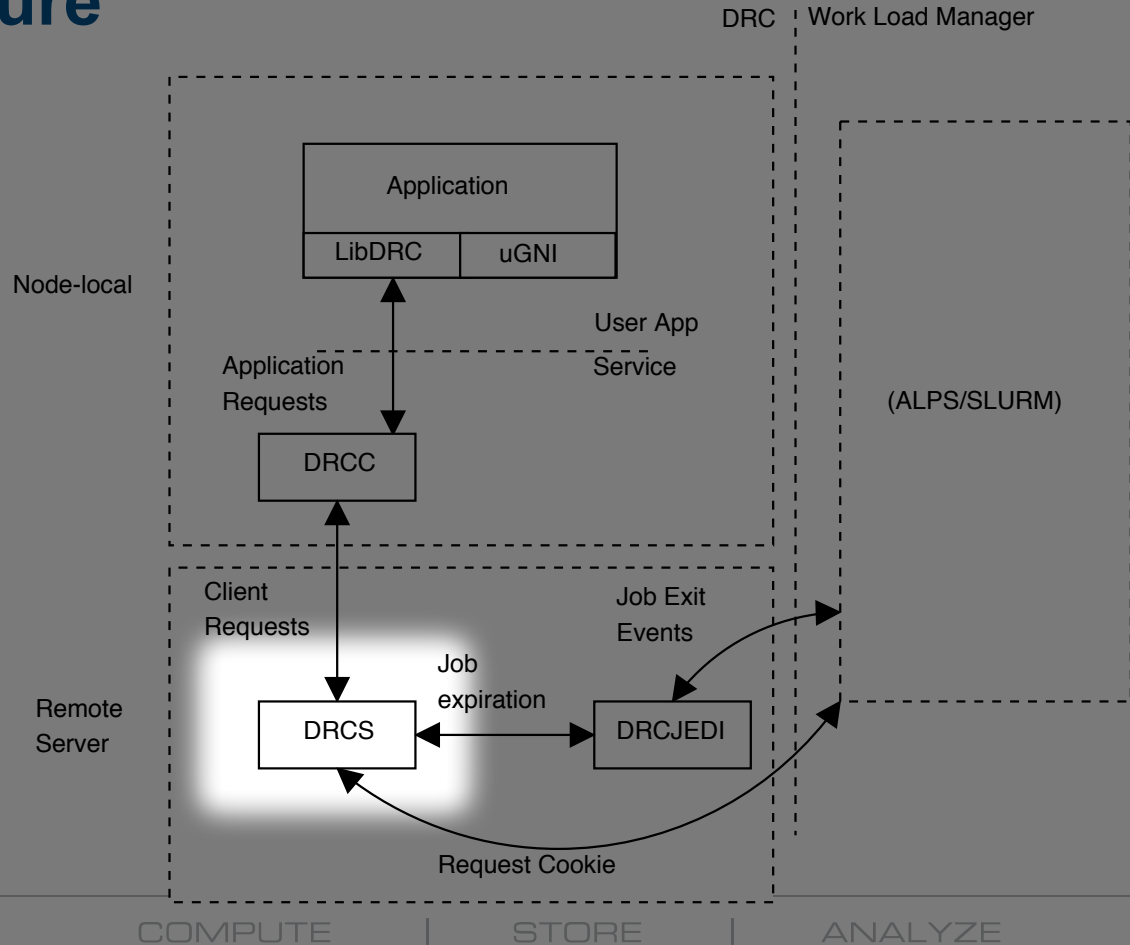 ure
DRC
Work Load Manager
Application
LibDRC
uGNI
Node-local
User App
Service
Application
Requests
(ALPS/SLURM)
DRCC
Client
Requests
Job Exit
Events
Job
expiration
Remote
Server
DRCS
DRCJEDI
Request Cookie
COMPUTE | STORE | ANALYZE